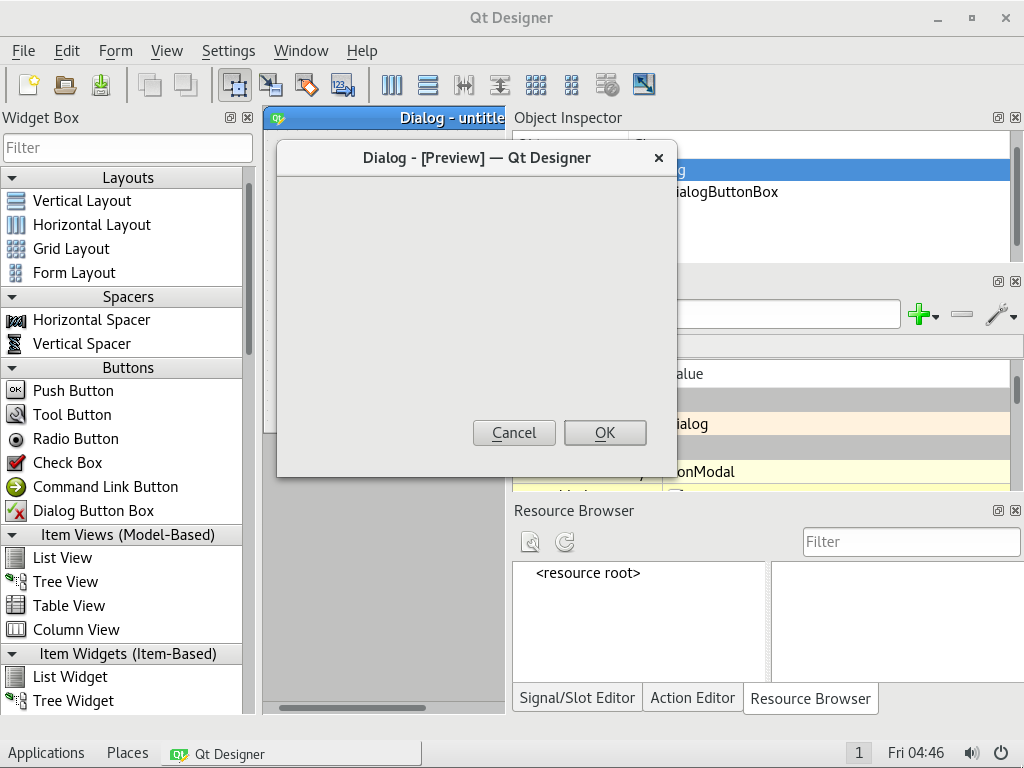 Qt Designer
File Edit Form View Settings Window Help
Widget Box
Filter
Layouts
Vertical Layout
Horizontal Layout
Grid Layout
Form Layout
Spacers
Horizontal Spacer
Vertical Spacer
Buttons
OK Push Button
Tool Button
Radio Button
Check Box
Command Link Button
Dialog Button Box
Item Views (Model-Based)
List View
Tree View
Table View
Column View
Item Widgets (Item-Based)
List Widget
Tree Widget
123
Dialog - untitle
Dialog - [Preview] — Qt Designer
Cancel OK
Object Inspector
g
ialogButtonBox
alue
ialog
onModal
Resource Browser
Filter
<resource root>
Signal/Slot Editor Action Editor Resource Browser
Applications Places Qt Designer 1 Fri 04:46